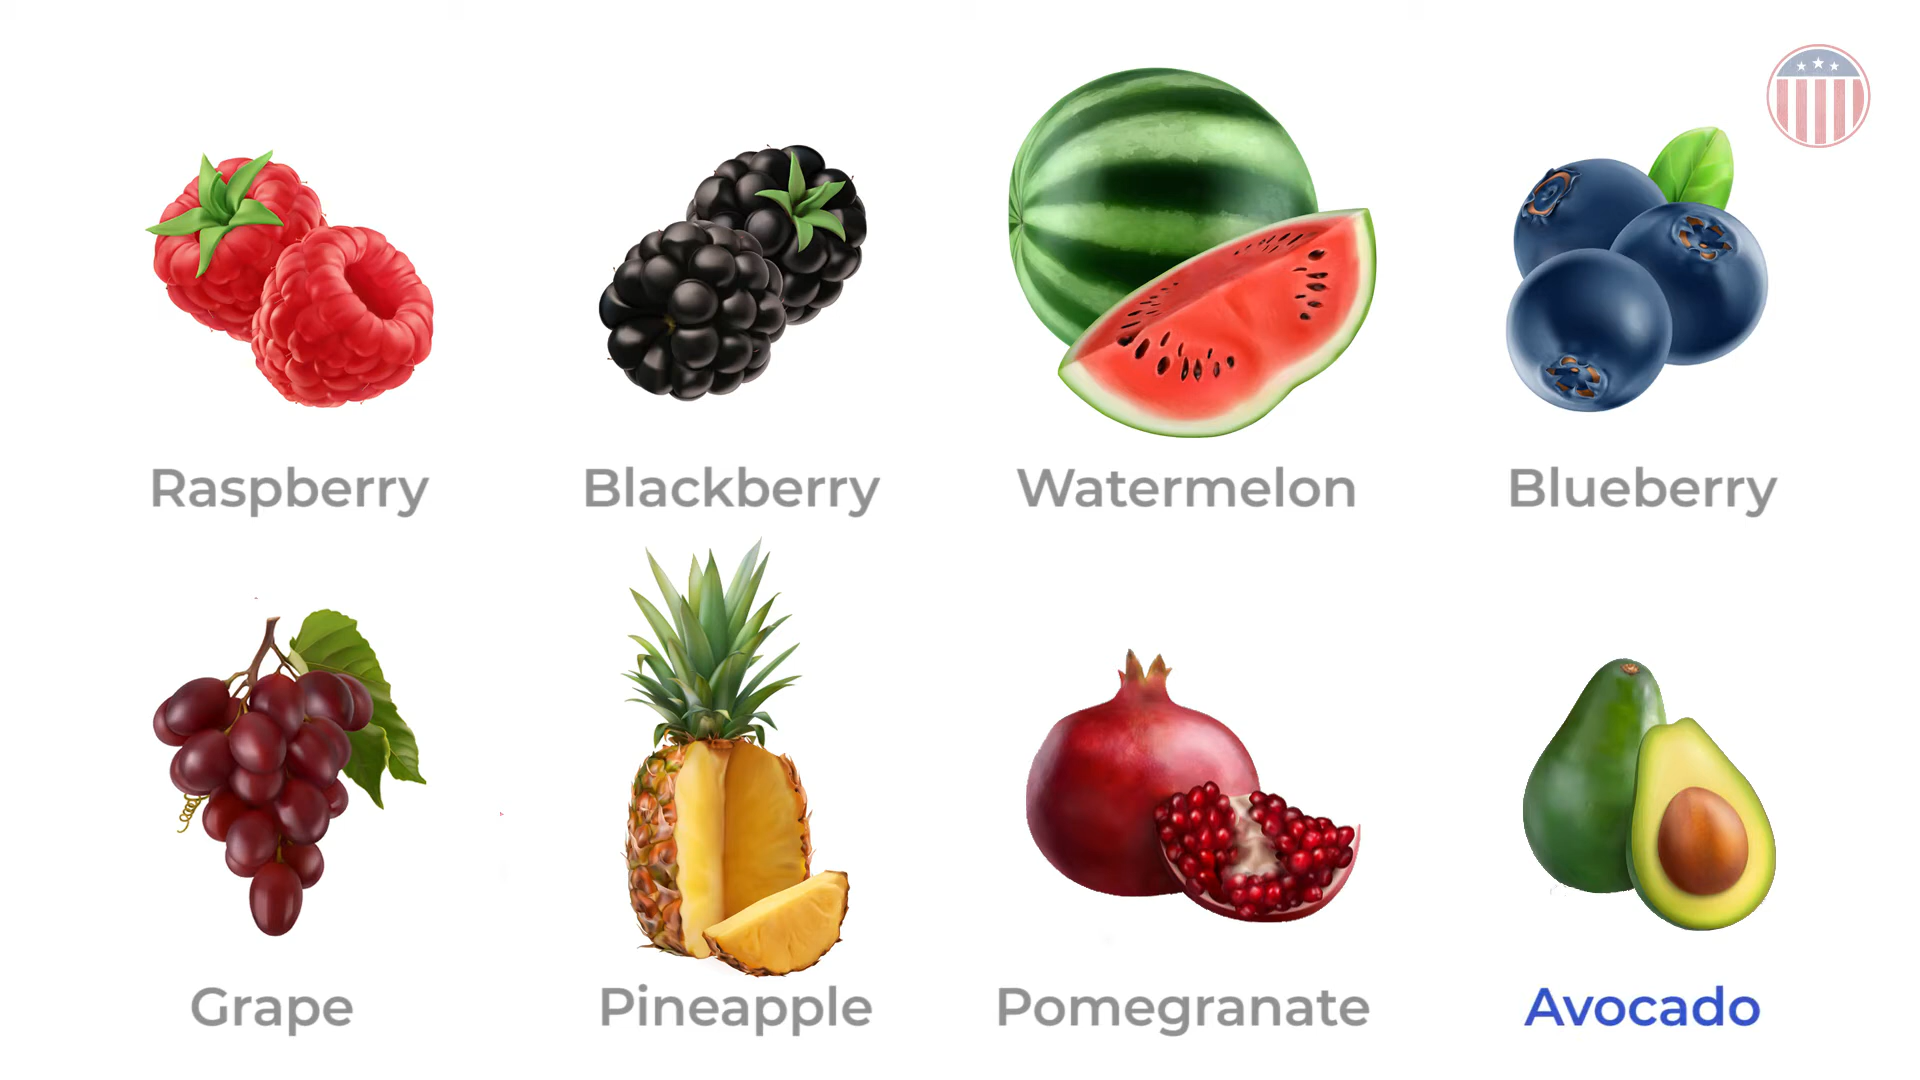 Raspberry
Blackberry
Watermelon
Blueberry
Grape
Pineapple
Pomegranate
Avocado